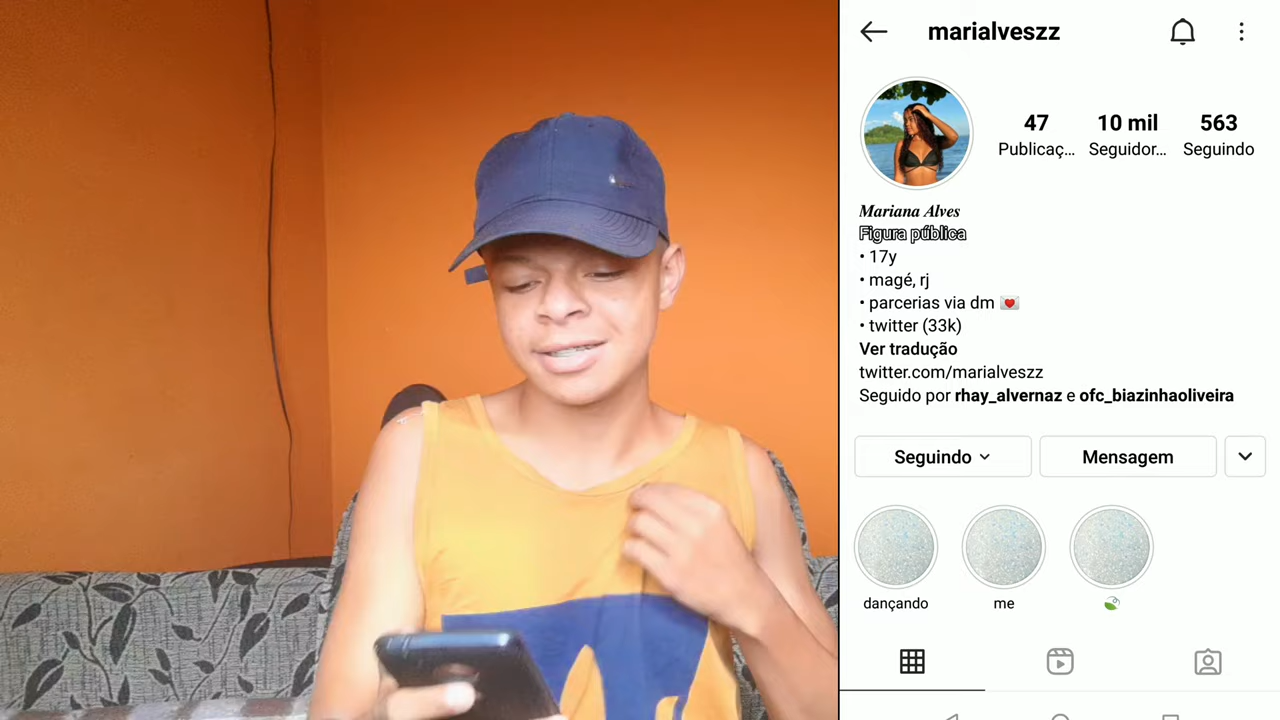 marialveszz
47
10 mil
563
Publicaç...
Seguidor...
Seguindo
Mariana Alves
Figura pública
• 17y
• magé, rj
• parcerias via dm 💌
• twitter (33k)
Ver tradução
twitter.com/marialveszz
Seguido por rhay_alvernaz e ofc_biazinhaoliveira
Seguindo
Mensagem
dançando
me
🍃